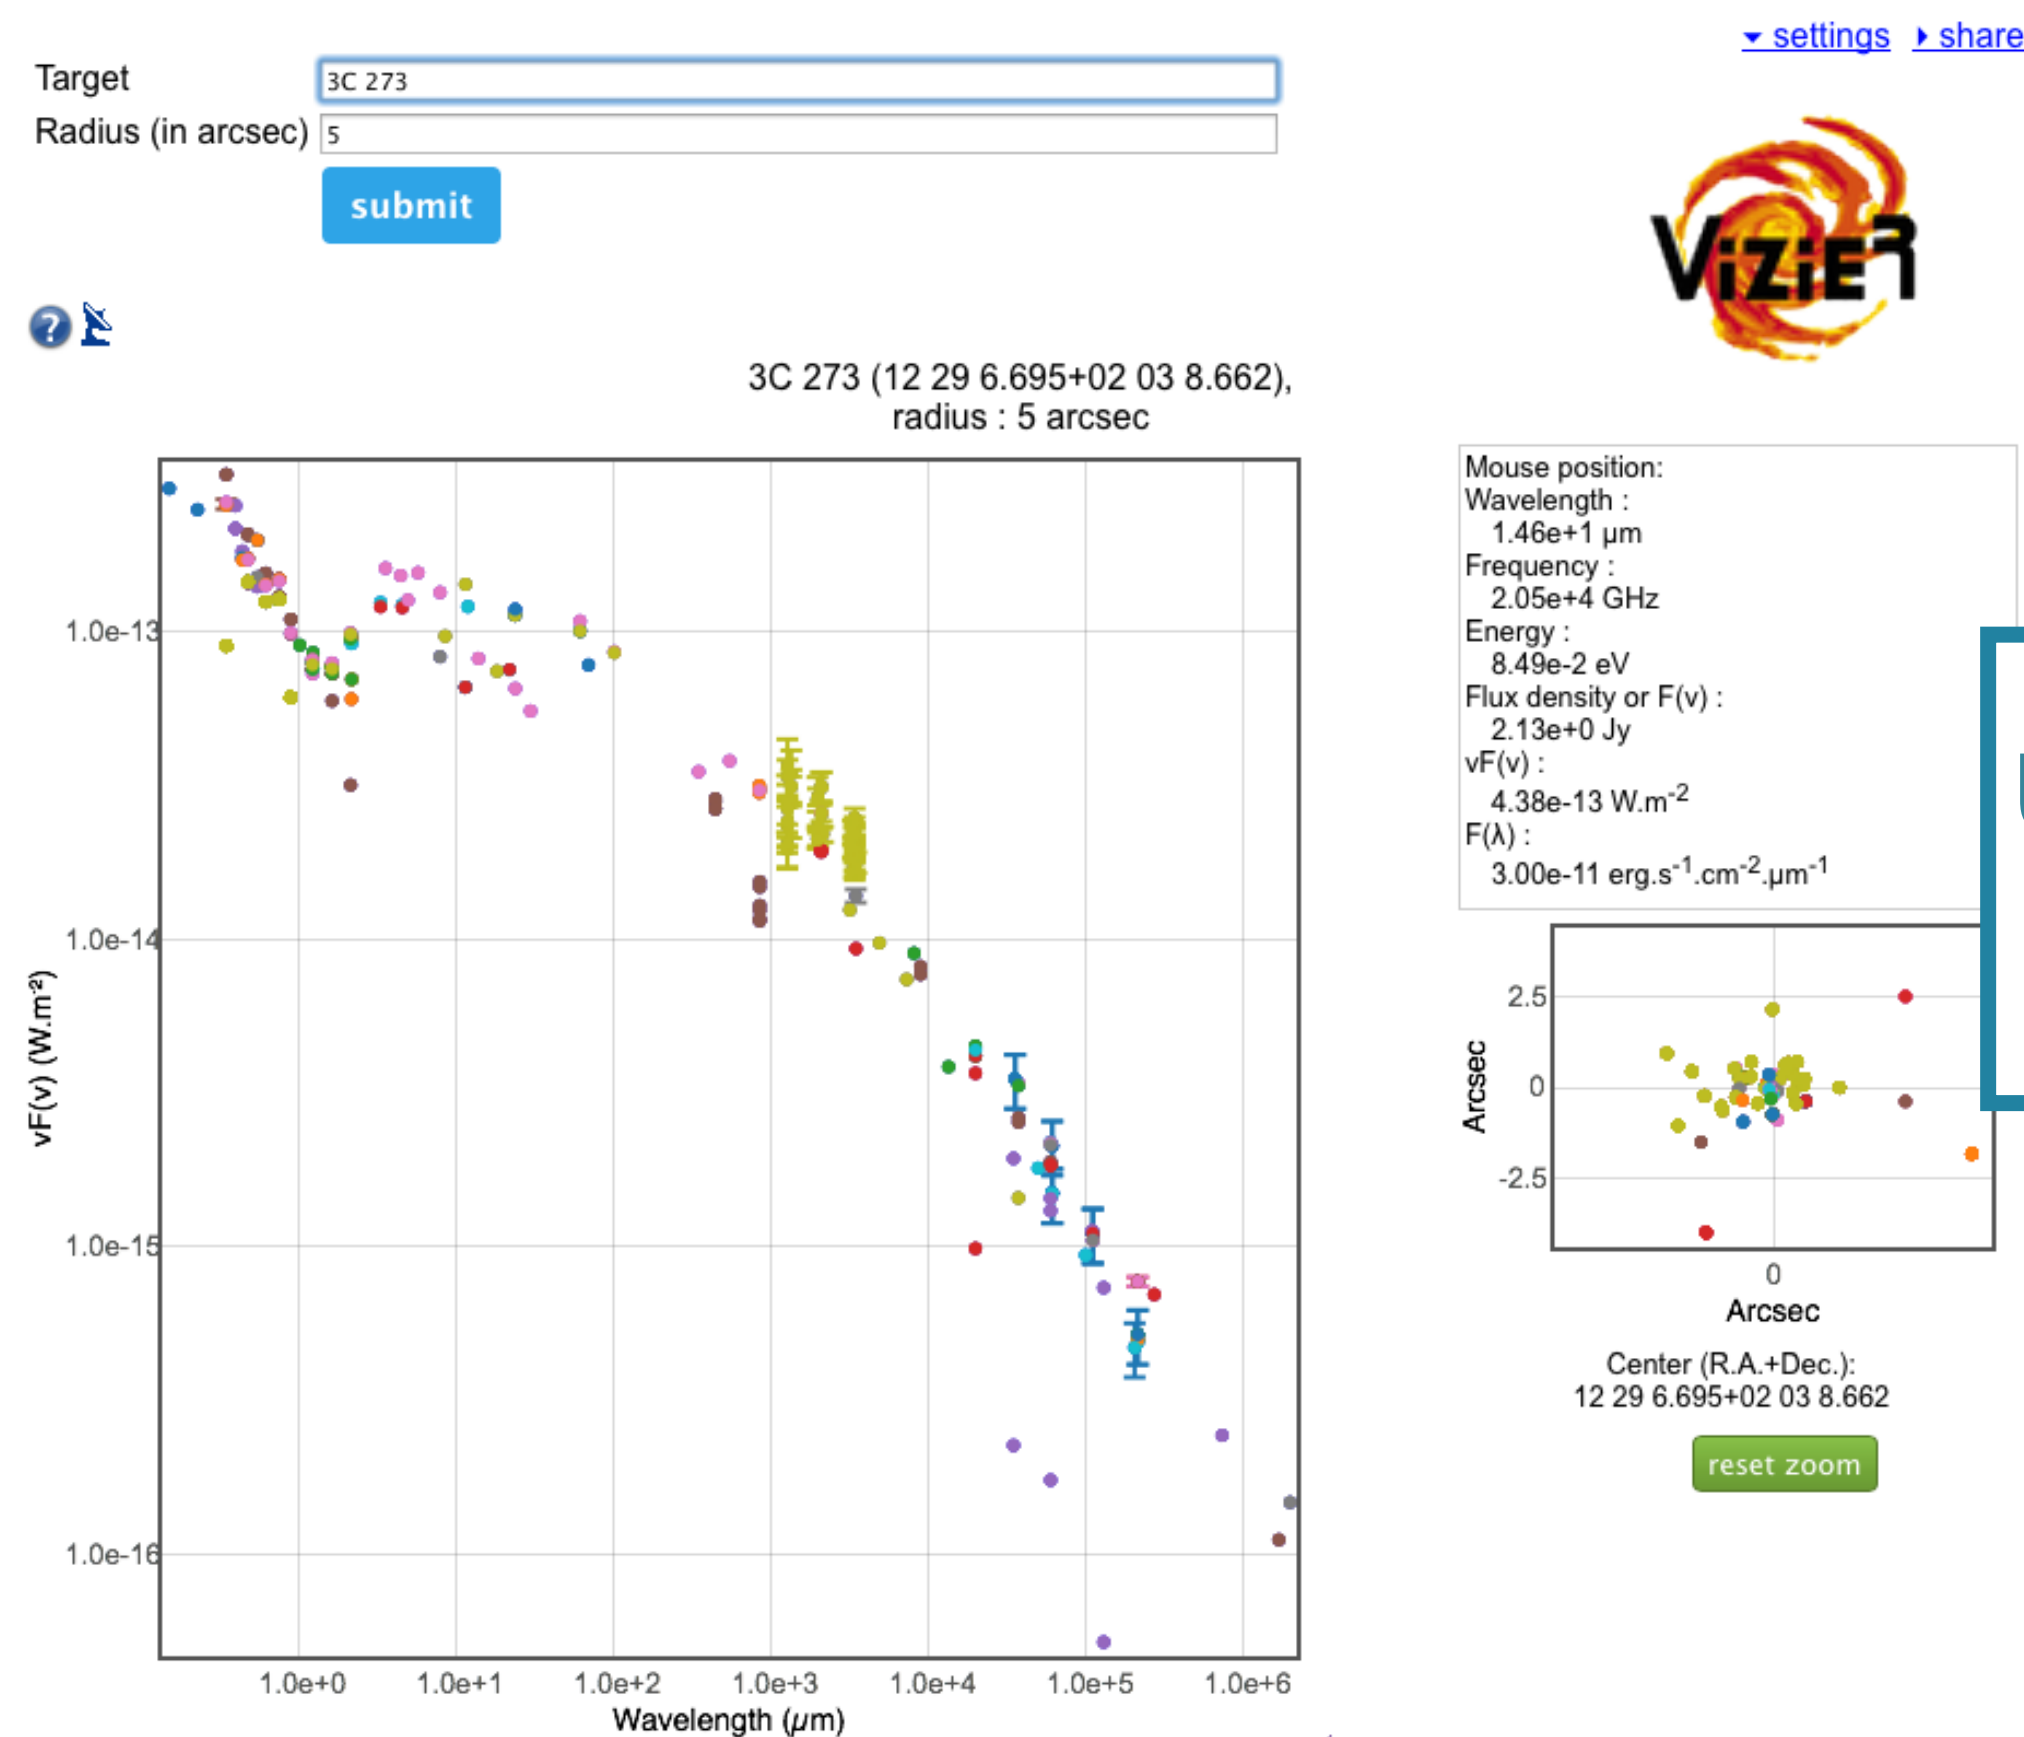 settings share
Target 3C 273
Radius (in arcsec) 5
submit
?
ViZiER
3C 273 (12 29 6.695+02 03 8.662),
radius : 5 arcsec
1.0e-13
1.0e-14
1.0e-15
1.0e-16
νF(ν) (W.m⁻²)
1.0e+0 1.0e+1 1.0e+2 1.0e+3 1.0e+4 1.0e+5 1.0e+6
Wavelength (μm)
Mouse position:
Wavelength :
1.46e+1 μm
Frequency :
2.05e+4 GHz
Energy :
8.49e-2 eV
Flux density or F(ν) :
2.13e+0 Jy
νF(ν) :
4.38e-13 W.m⁻²
F(λ) :
3.00e-11 erg.s⁻¹.cm⁻².μm⁻¹
2.5
0
-2.5
Arcsec
0
Arcsec
Center (R.A.+Dec.):
12 29 6.695+02 03 8.662
reset zoom